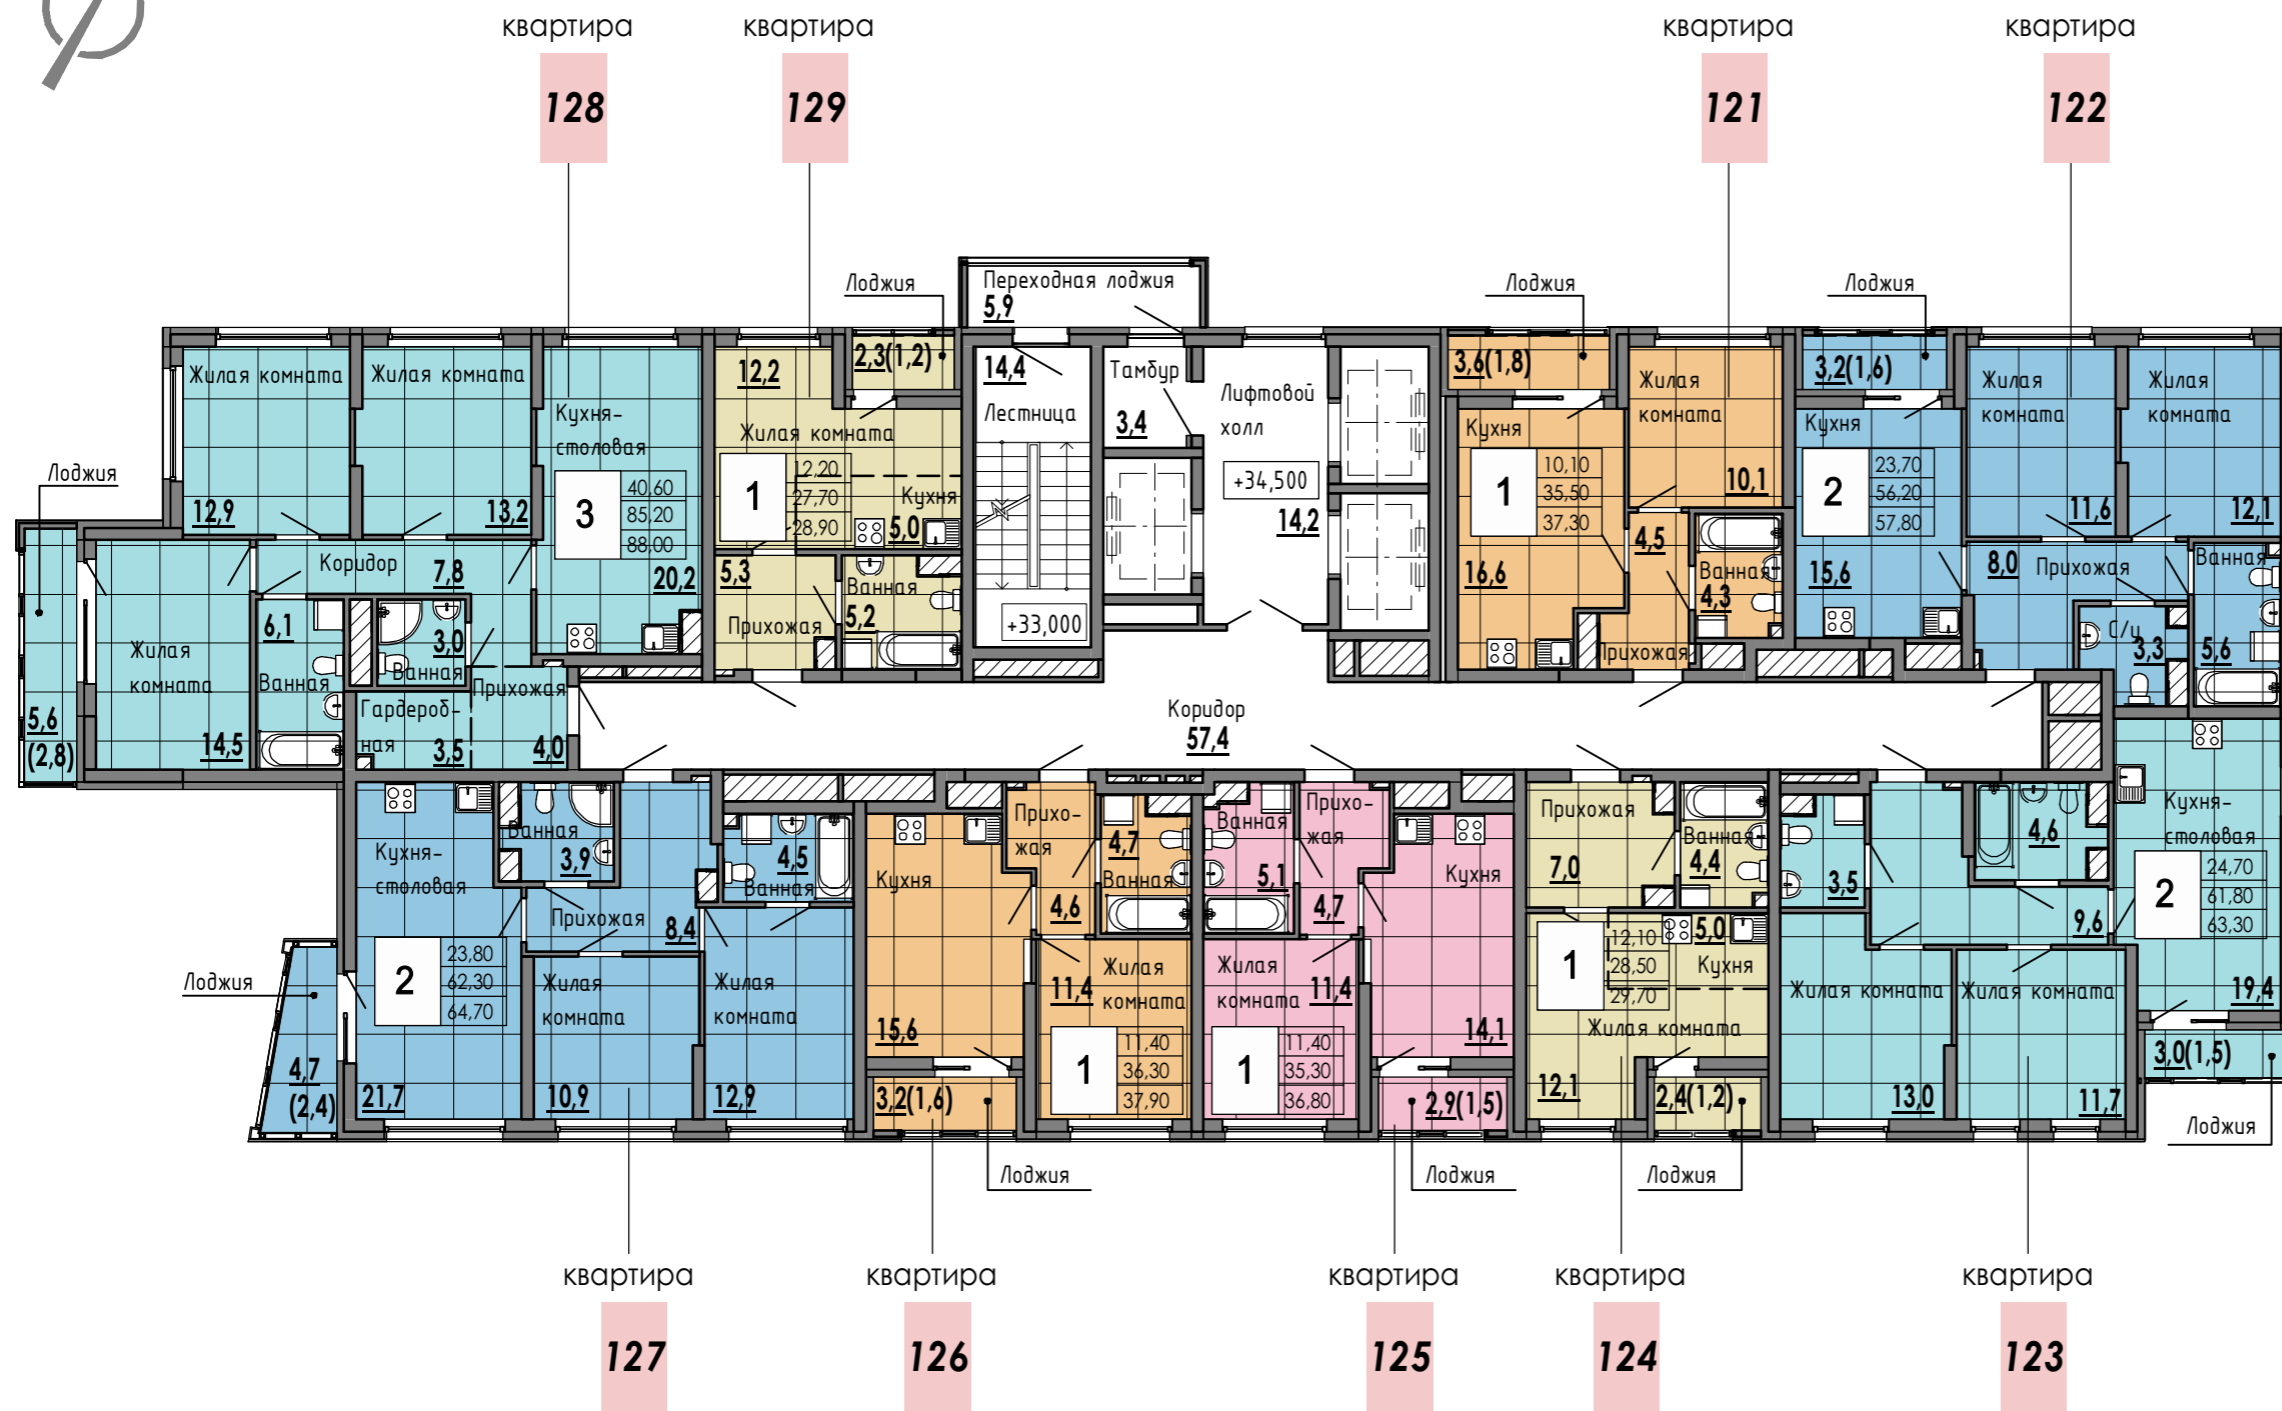 квартира
квартира
квартира
квартира
128
129
121
122
Переходная лоджия
5,9
Лоджия
Лоджия
Лоджия
Лоджия
Жилая комната
12,9
Жилая комната
13,2
Кухня-
столовая
3
40,60
85,20
88,00
20,2
Коридор
7,8
Жилая
комната
14,5
5,6
(2,8)
6,1
Ванная
3,0
Ванная
Гардероб-
ная
3,5
Прихожая
4,0
12,2
2,3(1,2)
Жилая комната
1
12,20
27,70
28,90
Кухня
5,0
5,3
Прихожая
Ванная
5,2
14,4
Лестница
+33,000
Тамбур
3,4
Лифтовой
холл
+34,500
14,2
3,6(1,8)
Кухня
1
10,10
35,50
37,30
16,6
Жилая
комната
10,1
4,5
Прихожая
Ванная
4,3
3,2(1,6)
Кухня
2
23,70
56,20
57,80
15,6
Жилая
комната
11,6
Жилая
комната
12,1
8,0
Прихожая
Ванная
5,6
С/у
3,3
Коридор
57,4
Кухня-
столовая
2
23,80
62,30
64,70
21,7
Лоджия
4,7
(2,4)
Ванная
3,9
Прихожая
8,4
4,5
Ванная
Жилая
комната
10,9
Жилая
комната
12,9
Кухня
15,6
3,2(1,6)
Прихо-
жая
4,6
4,7
Ванная
11,4
Жилая
комната
1
11,40
36,30
37,90
Ванная
5,1
Прихо-
жая
4,7
Кухня
14,1
Жилая
комната
11,4
1
11,40
35,30
36,80
2,9(1,5)
Прихожая
7,0
Ванная
4,4
1
12,10
28,50
29,70
5,0
Кухня
Жилая комната
12,1
2,4(1,2)
3,5
4,6
9,6
Жилая комната
13,0
Жилая комната
11,7
Кухня-
столовая
2
24,70
61,80
63,30
19,4
3,0(1,5)
Лоджия
Лоджия
Лоджия
Лоджия
квартира
квартира
квартира
квартира
квартира
127
126
125
124
123